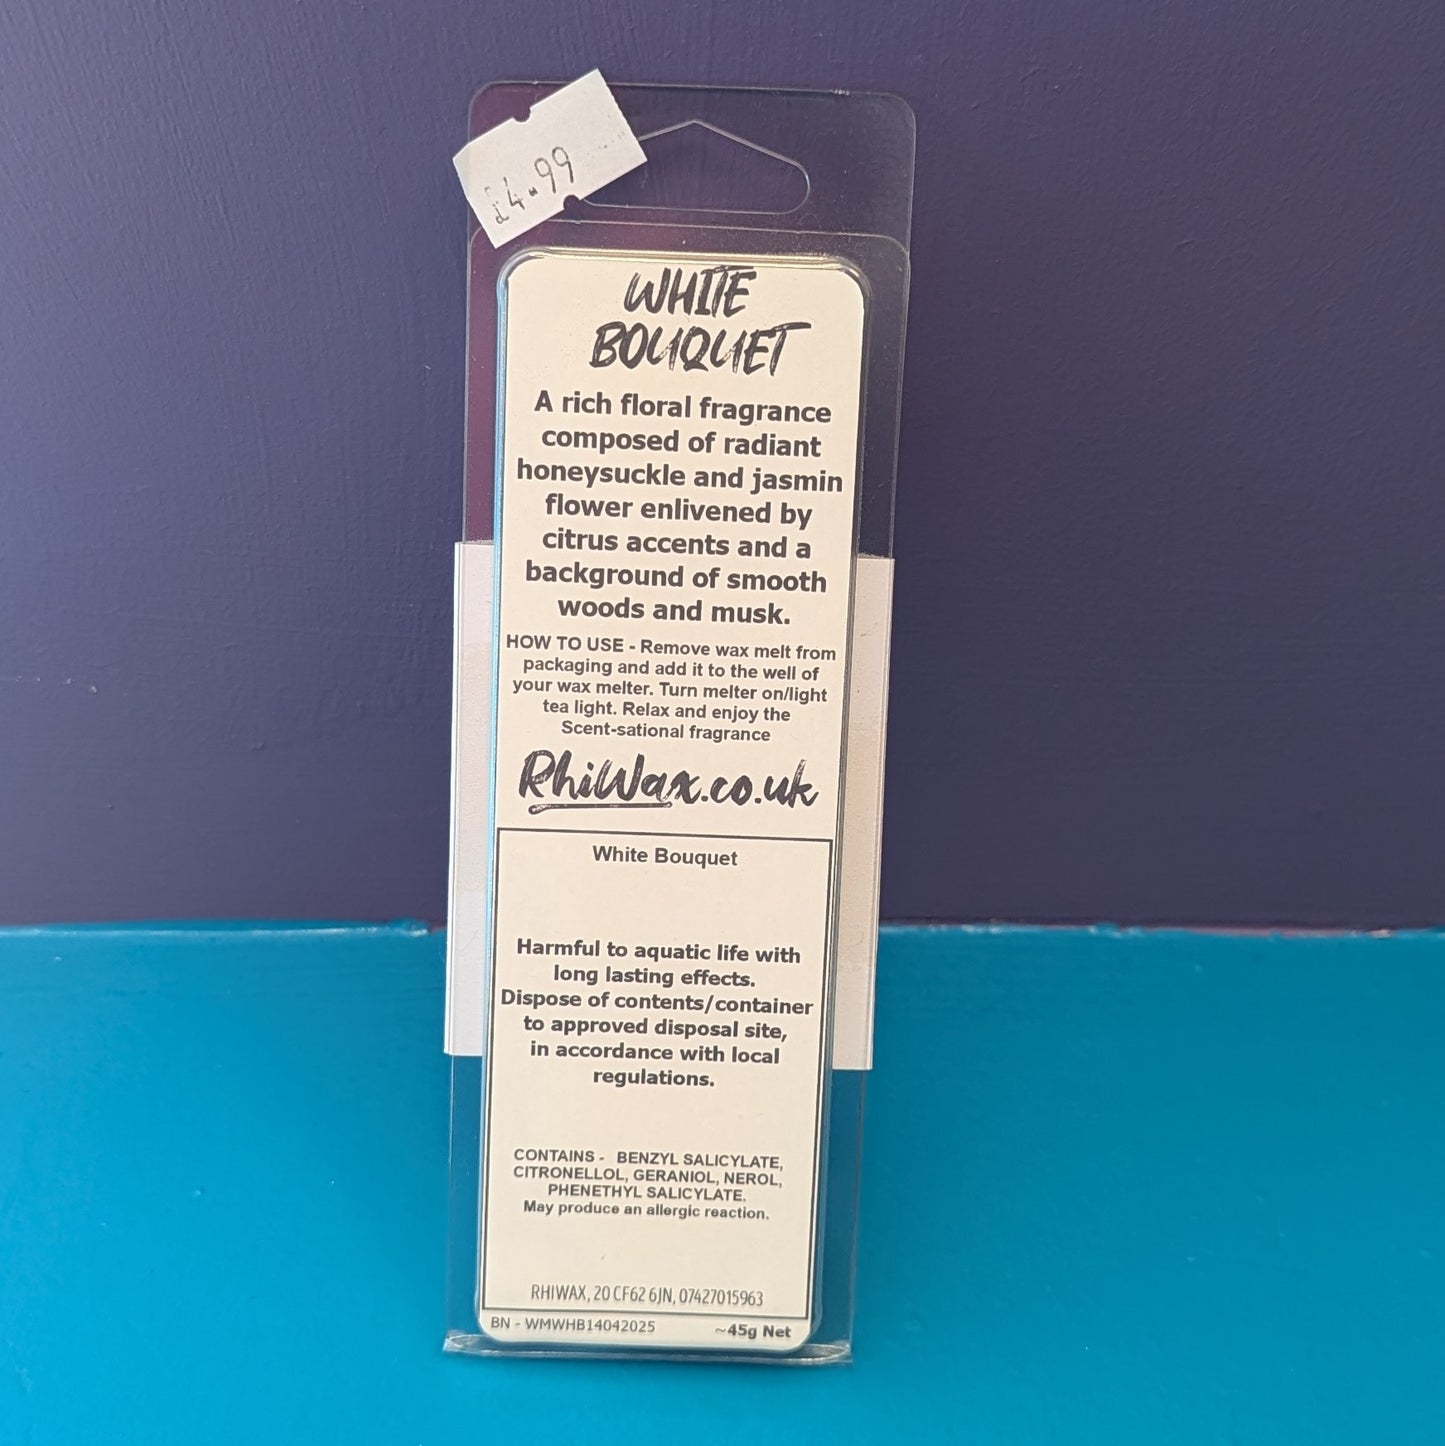 £4.99
WHITE
BOUQUET
A rich floral fragrance
composed of radiant
honeysuckle and jasmin
flower enlivened by
citrus accents and a
background of smooth
woods and musk.
HOW TO USE - Remove wax melt from
packaging and add it to the well of
your wax melter. Turn melter on/light
tea light. Relax and enjoy the
Scent-sational fragrance
RhiWax.co.uk
White Bouquet
Harmful to aquatic life with
long lasting effects.
Dispose of contents/container
to approved disposal site,
in accordance with local
regulations.
CONTAINS - BENZYL SALICYLATE,
CITRONELLOL, GERANIOL, NEROL,
PHENETHYL SALICYLATE.
May produce an allergic reaction.
RHIWAX, 20 CF62 6JN, 07427015963
BN - WMWHB14042025 ~45g Net